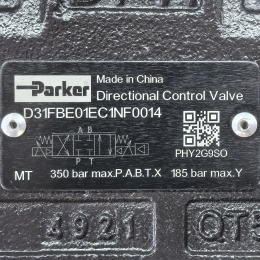 Parker
Made in China
Directional Control Valve
D31FBE01EC1NF0014
A B
P T
PHY2G9SO
MT 350 bar max.P.A.B.T.X 185 bar max.Y
4921